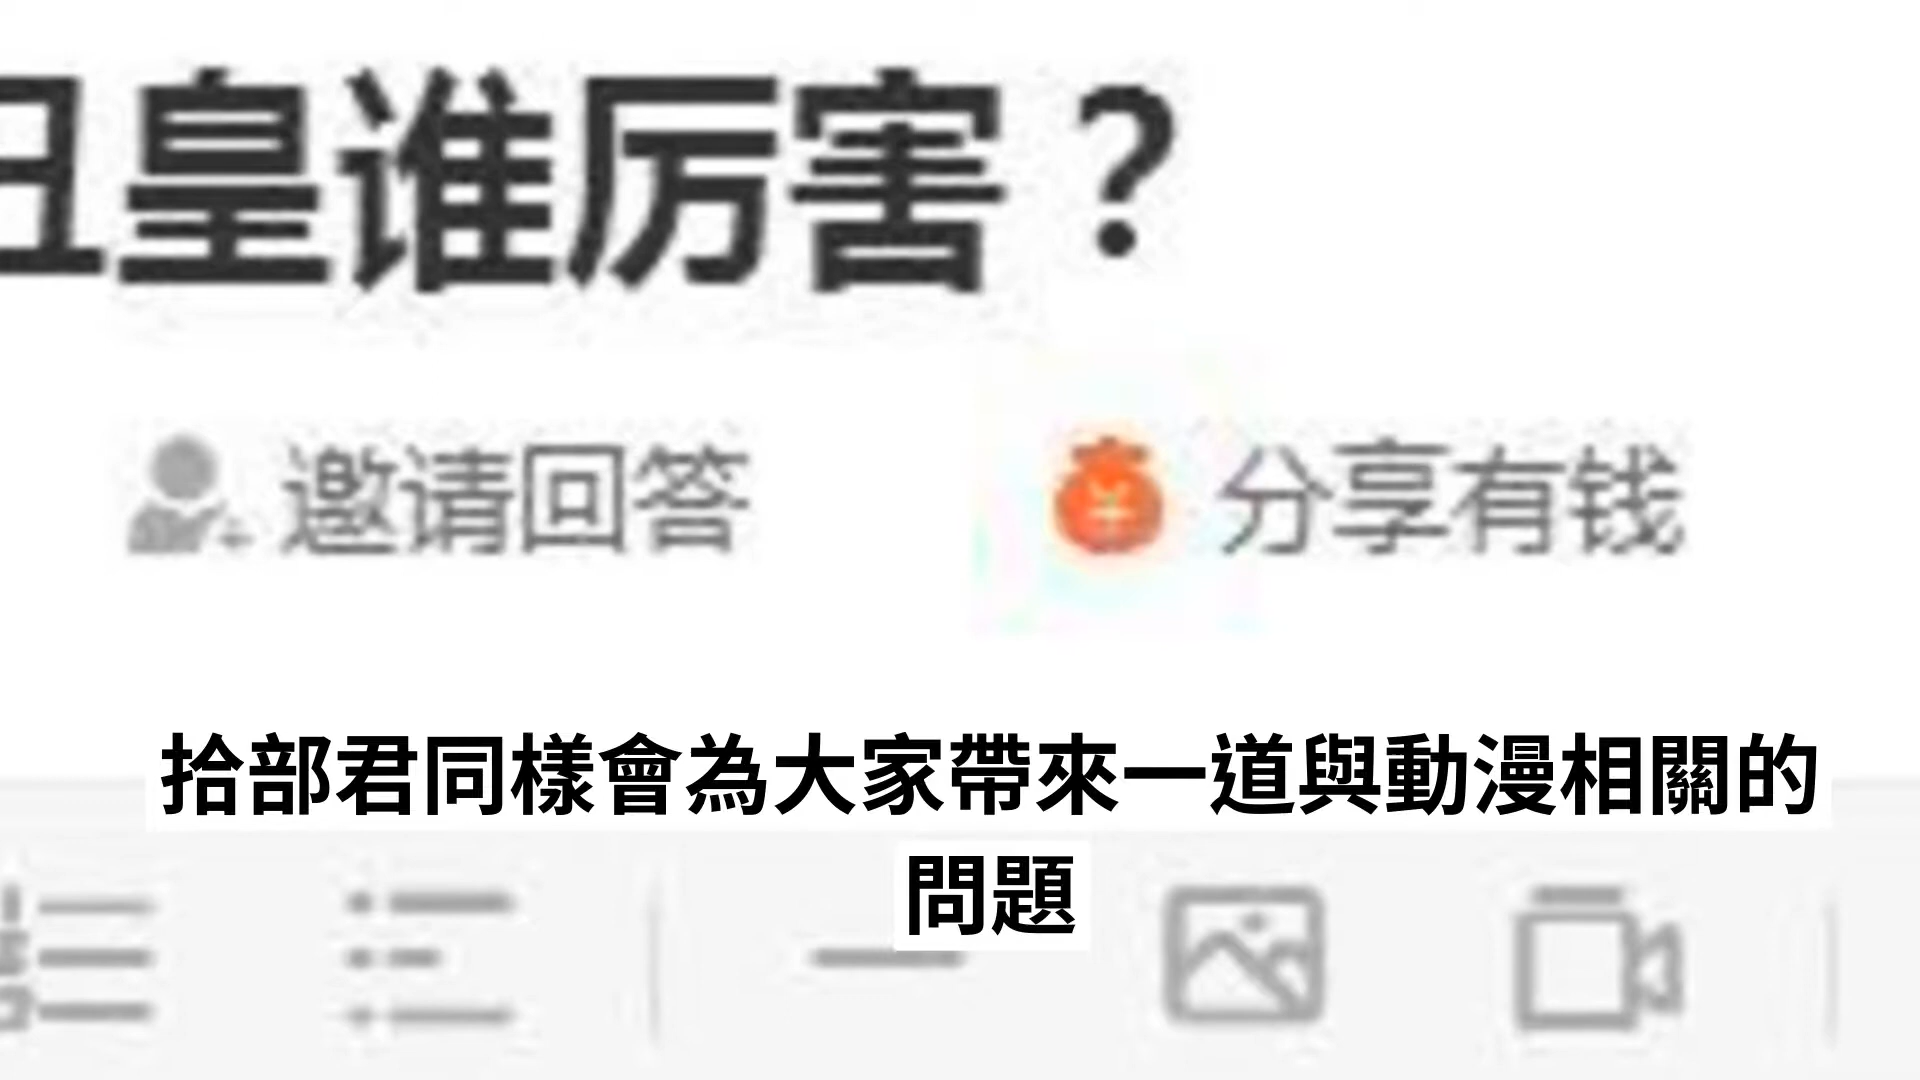 丑皇谁厉害？
邀请回答 分享有钱
拾部君同樣會為大家帶來一道與動漫相關的
問題